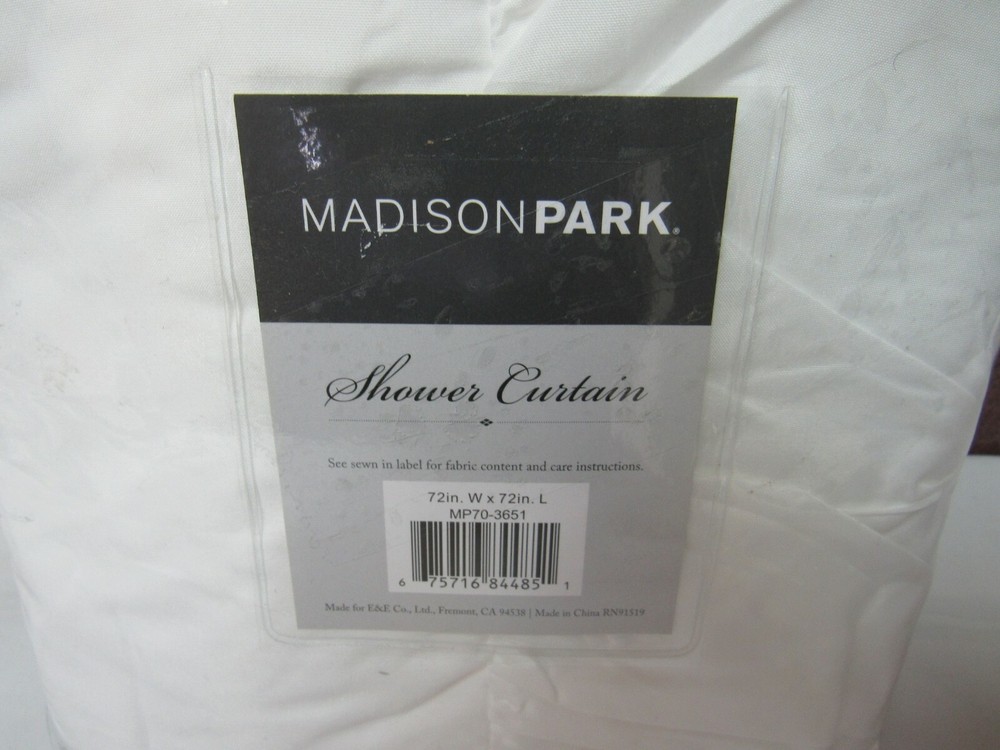 MADISONPARK®
Shower Curtain
See sewn in label for fabric content and care instructions.
72in. W x 72in. L
MP70-3651
6 75716 84485 1
Made for E&E Co., Ltd., Fremont, CA 94538 | Made in China RN91519